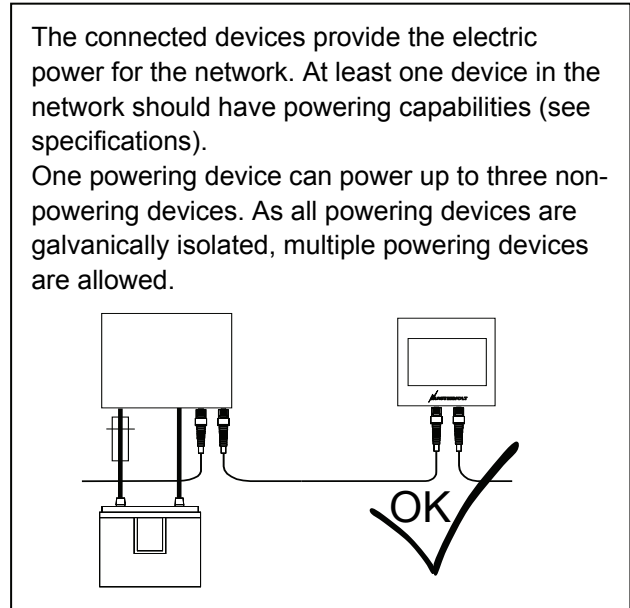 The connected devices provide the electric
power for the network. At least one device in the
network should have powering capabilities (see
specifications).
One powering device can power up to three non-
powering devices. As all powering devices are
galvanically isolated, multiple powering devices
are allowed.
MASTERVOLT
OK